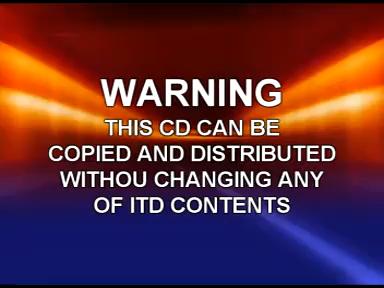 WARNING
THIS CD CAN BE
COPIED AND DISTRIBUTED
WITHOU CHANGING ANY
OF ITD CONTENTS